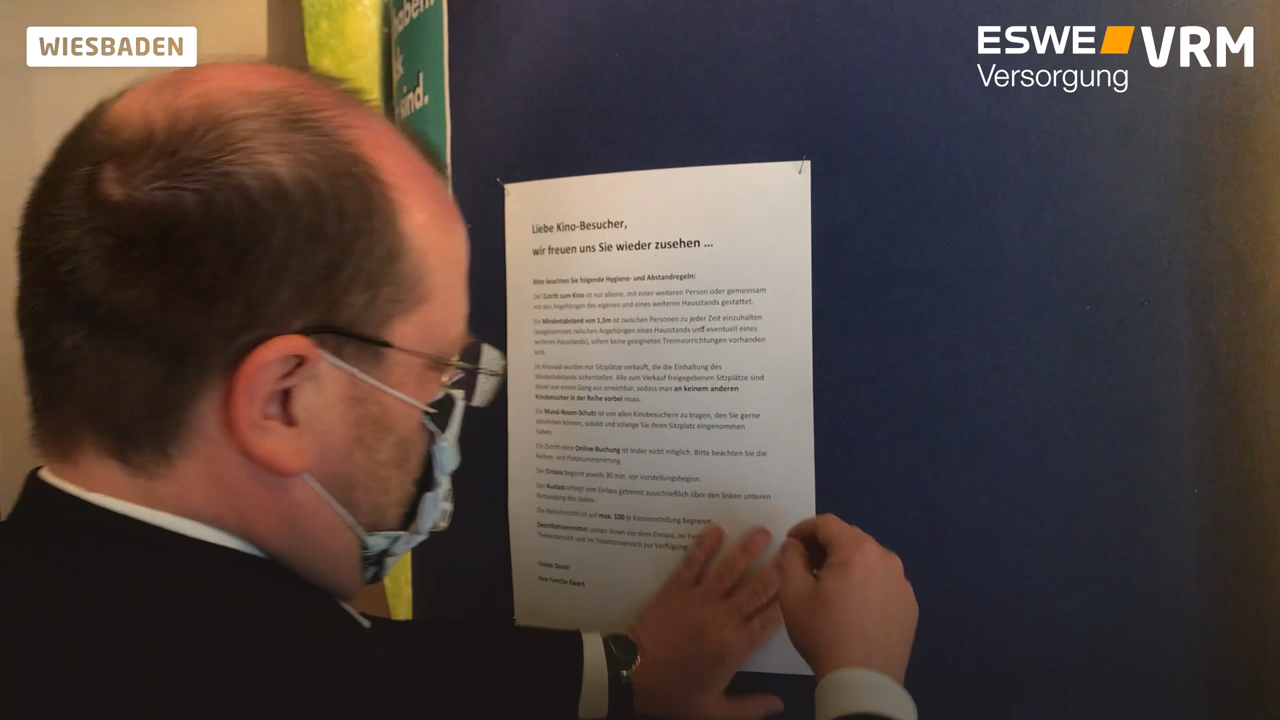 WIESBADEN
haben.
sind.
ESWE VRM
Versorgung
Liebe Kino-Besucher,
wir freuen uns Sie wieder zusehen ...
Bitte beachten Sie folgende Hygiene- und Abstandregeln:
Der Zutritt zum Kino ist nur alleine, mit einer weiteren Person oder gemeinsam
mit den Angehörigen des eigenen und eines weiteren Hausstands gestattet.
Ein Mindestabstand von 1,5m ist zwischen Personen zu jeder Zeit einzuhalten
(ausgenommen zwischen Angehörigen eines Hausstands und eventuell eines
weiteren Hausstands), sofern keine geeigneten Trennvorrichtungen vorhanden
sind.
Im Kinosaal wurden nur Sitzplätze verkauft, die die Einhaltung des
Mindestabstands sicherstellen. Alle zum Verkauf freigegebenen Sitzplätze sind
direkt von einem Gang aus erreichbar, sodass man an keinem anderen
Kinobesucher in der Reihe vorbei muss.
Ein Mund-Nasen-Schutz ist von allen Kinobesuchern zu tragen, den Sie gerne
abnehmen können, sobald und solange Sie Ihren Sitzplatz eingenommen
haben.
Ein Zutritt ohne Online-Buchung ist leider nicht möglich. Bitte beachten Sie die
Reihen- und Platznummerierung.
Der Einlass beginnt jeweils 30 min. vor Vorstellungsbeginn.
Der Auslass erfolgt vom Einlass getrennt ausschließlich über den linken unteren
des Saales.
ist auf max. 100 je Kinovorstellung begrenzt.
Desinfektionsmittel stehen Ihnen vor dem Einlass, im
Thekenbereich und im Toilettenbereich zur Verfügung.
Vielen Dank!
Ihre Familie Ewert